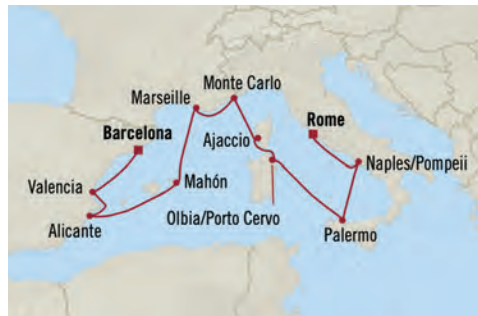 Monte Carlo
Marseille
Rome
Barcelona
Ajaccio
Naples/Pompeii
Valencia
Mahón
Olbia/Porto Cervo
Alicante
Palermo